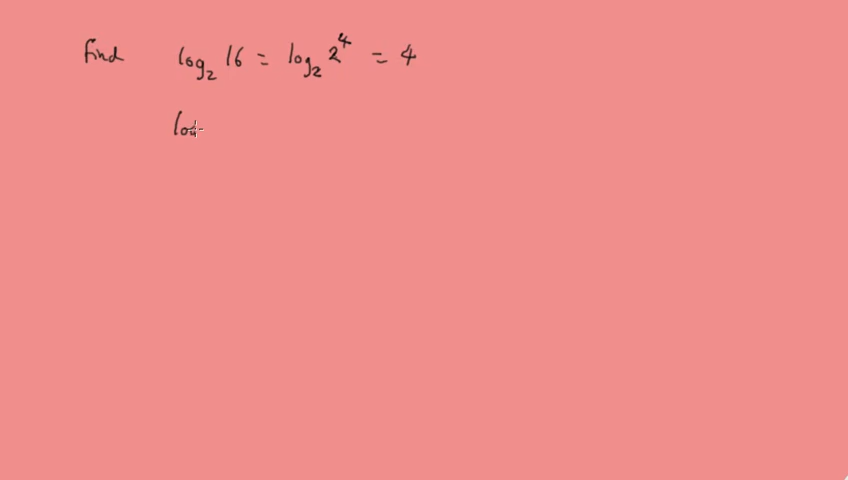 Find log₂ 16 = log₂ 2⁴ = 4